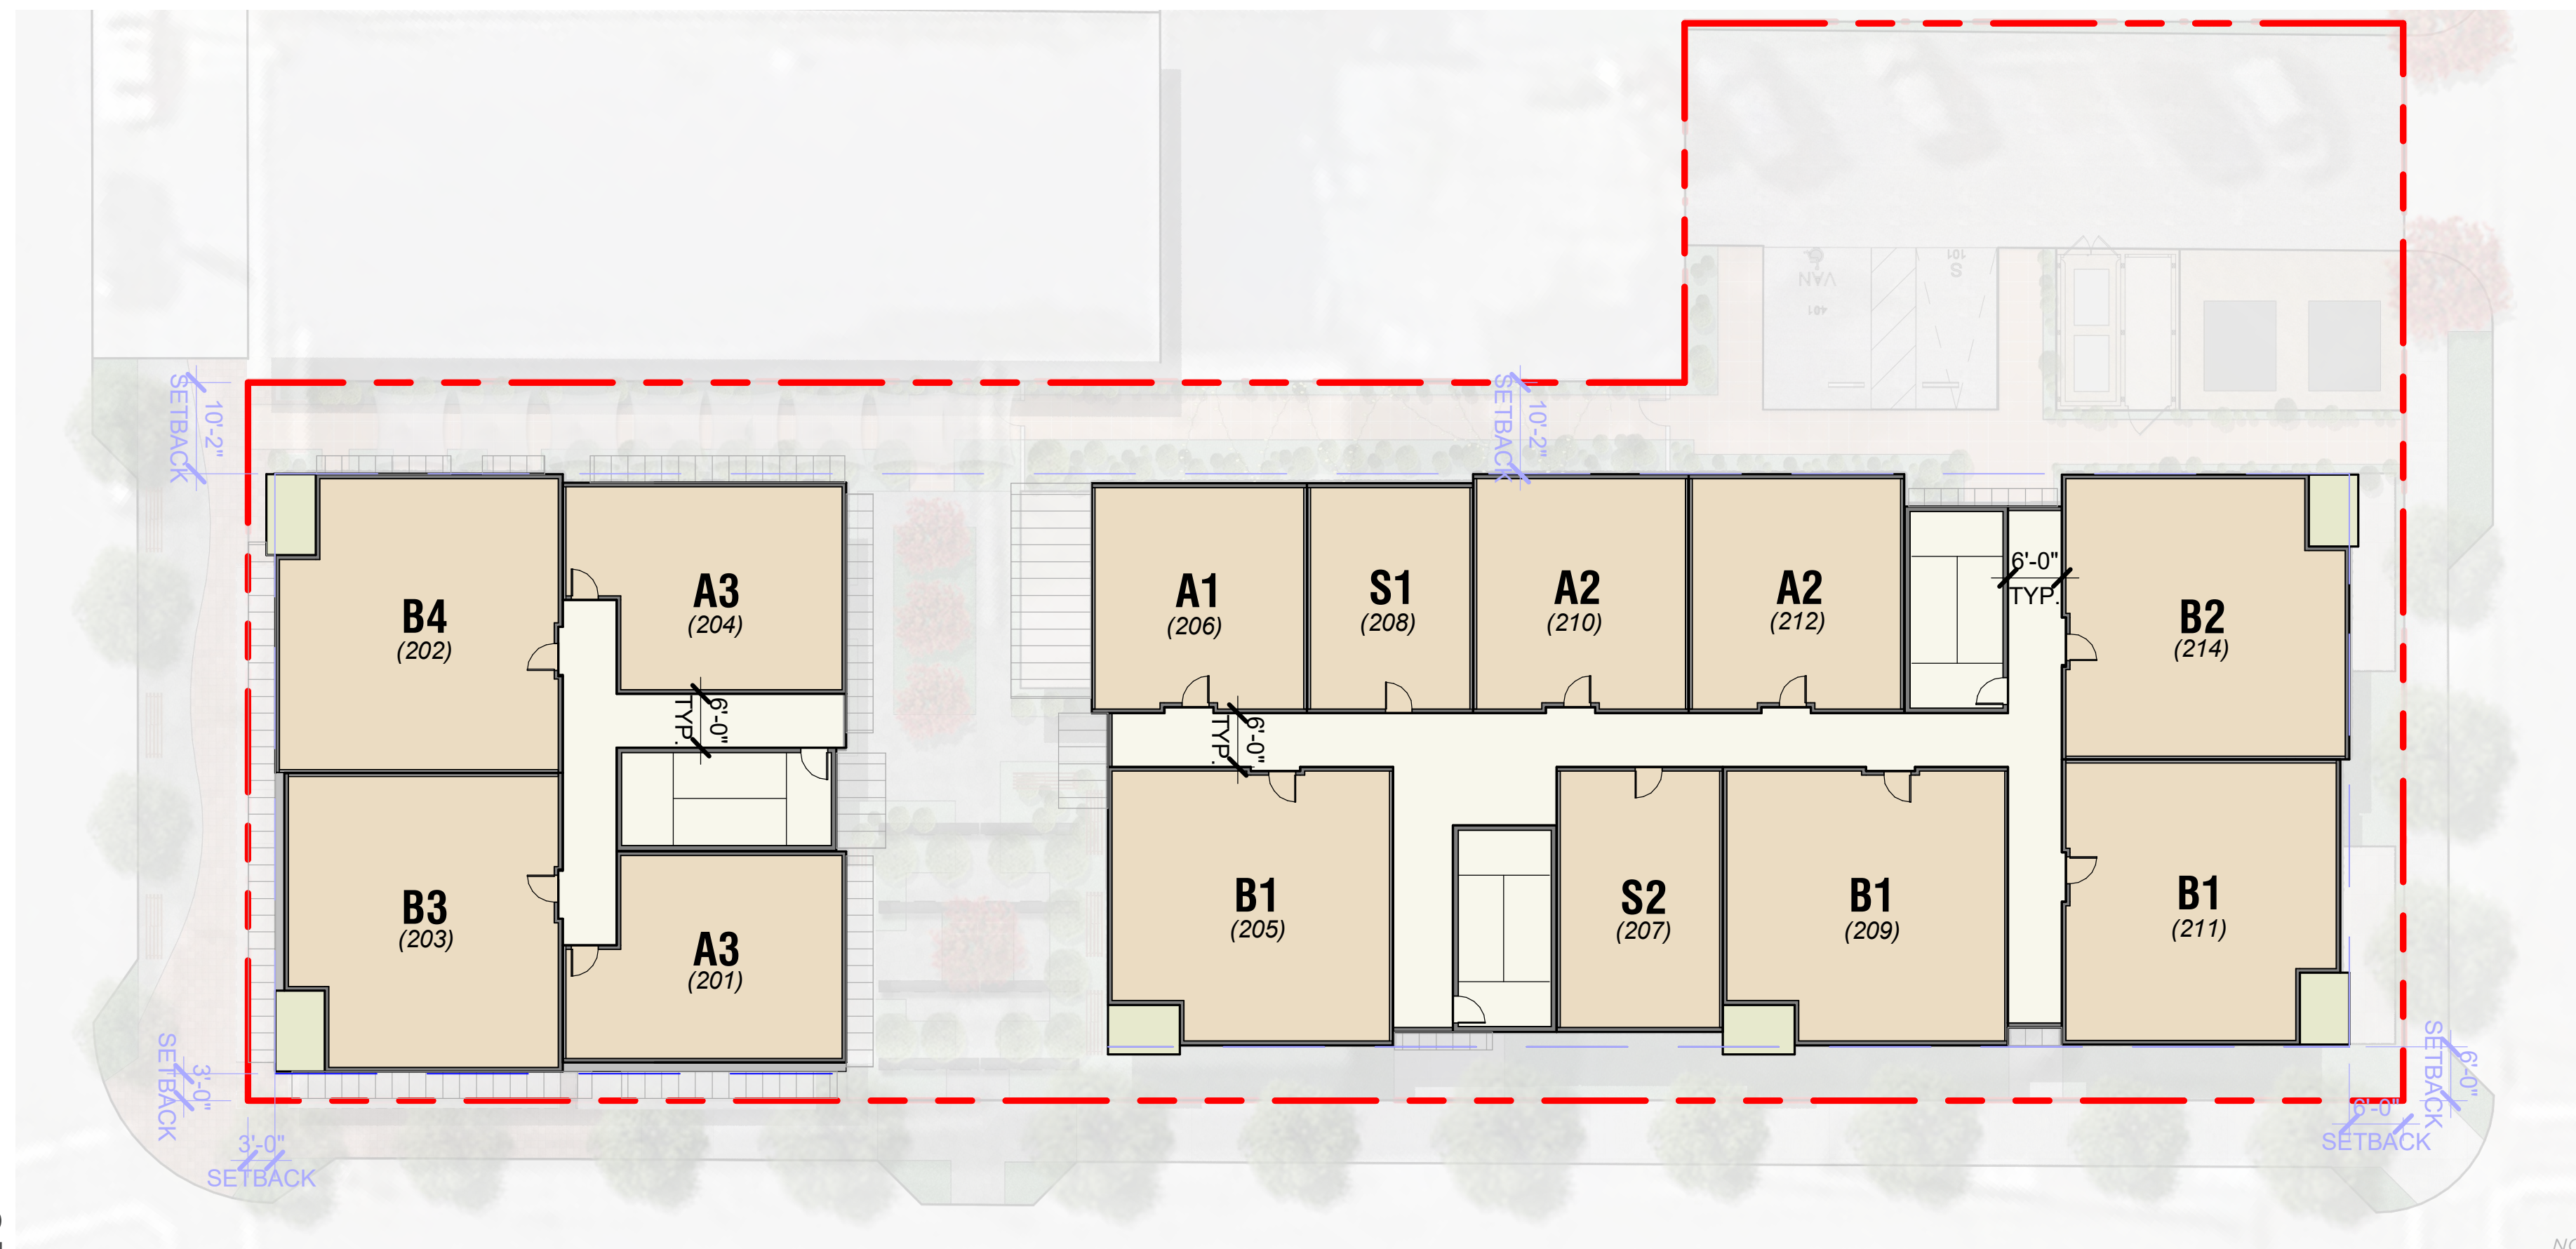 VAN
401
S
101
SETBACK
10'-2"
SETBACK
10'-2"
B4
(202)
A3
(204)
A1
(206)
S1
(208)
A2
(210)
A2
(212)
6'-0"
TYP.
B2
(214)
6'-0"
TYP.
6'-0"
TYP.
B3
(203)
A3
(201)
B1
(205)
S2
(207)
B1
(209)
B1
(211)
SETBACK
3'-0"
3'-0"
SETBACK
SETBACK
6'-0"
6'-0"
SETBACK